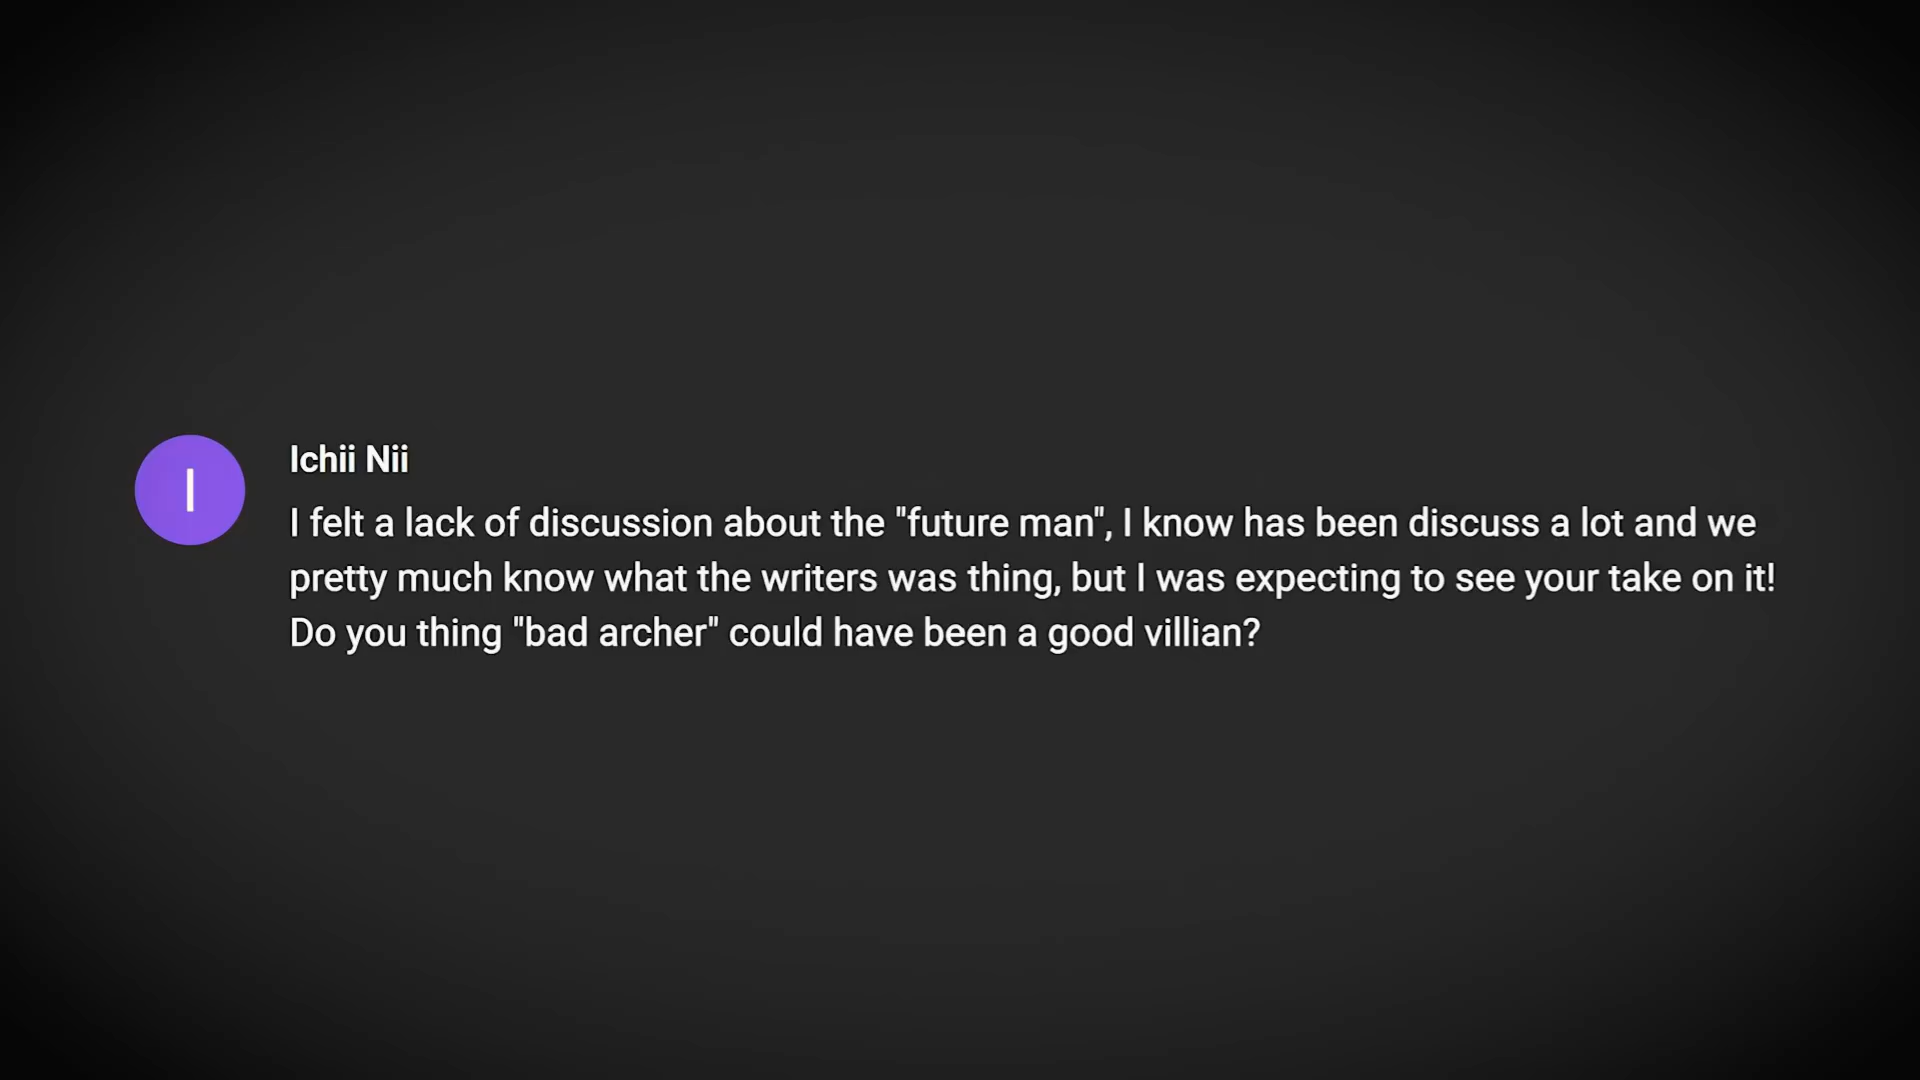 I
Ichii Nii
I felt a lack of discussion about the "future man", I know has been discuss a lot and we
pretty much know what the writers was thing, but I was expecting to see your take on it!
Do you thing "bad archer" could have been a good villian?